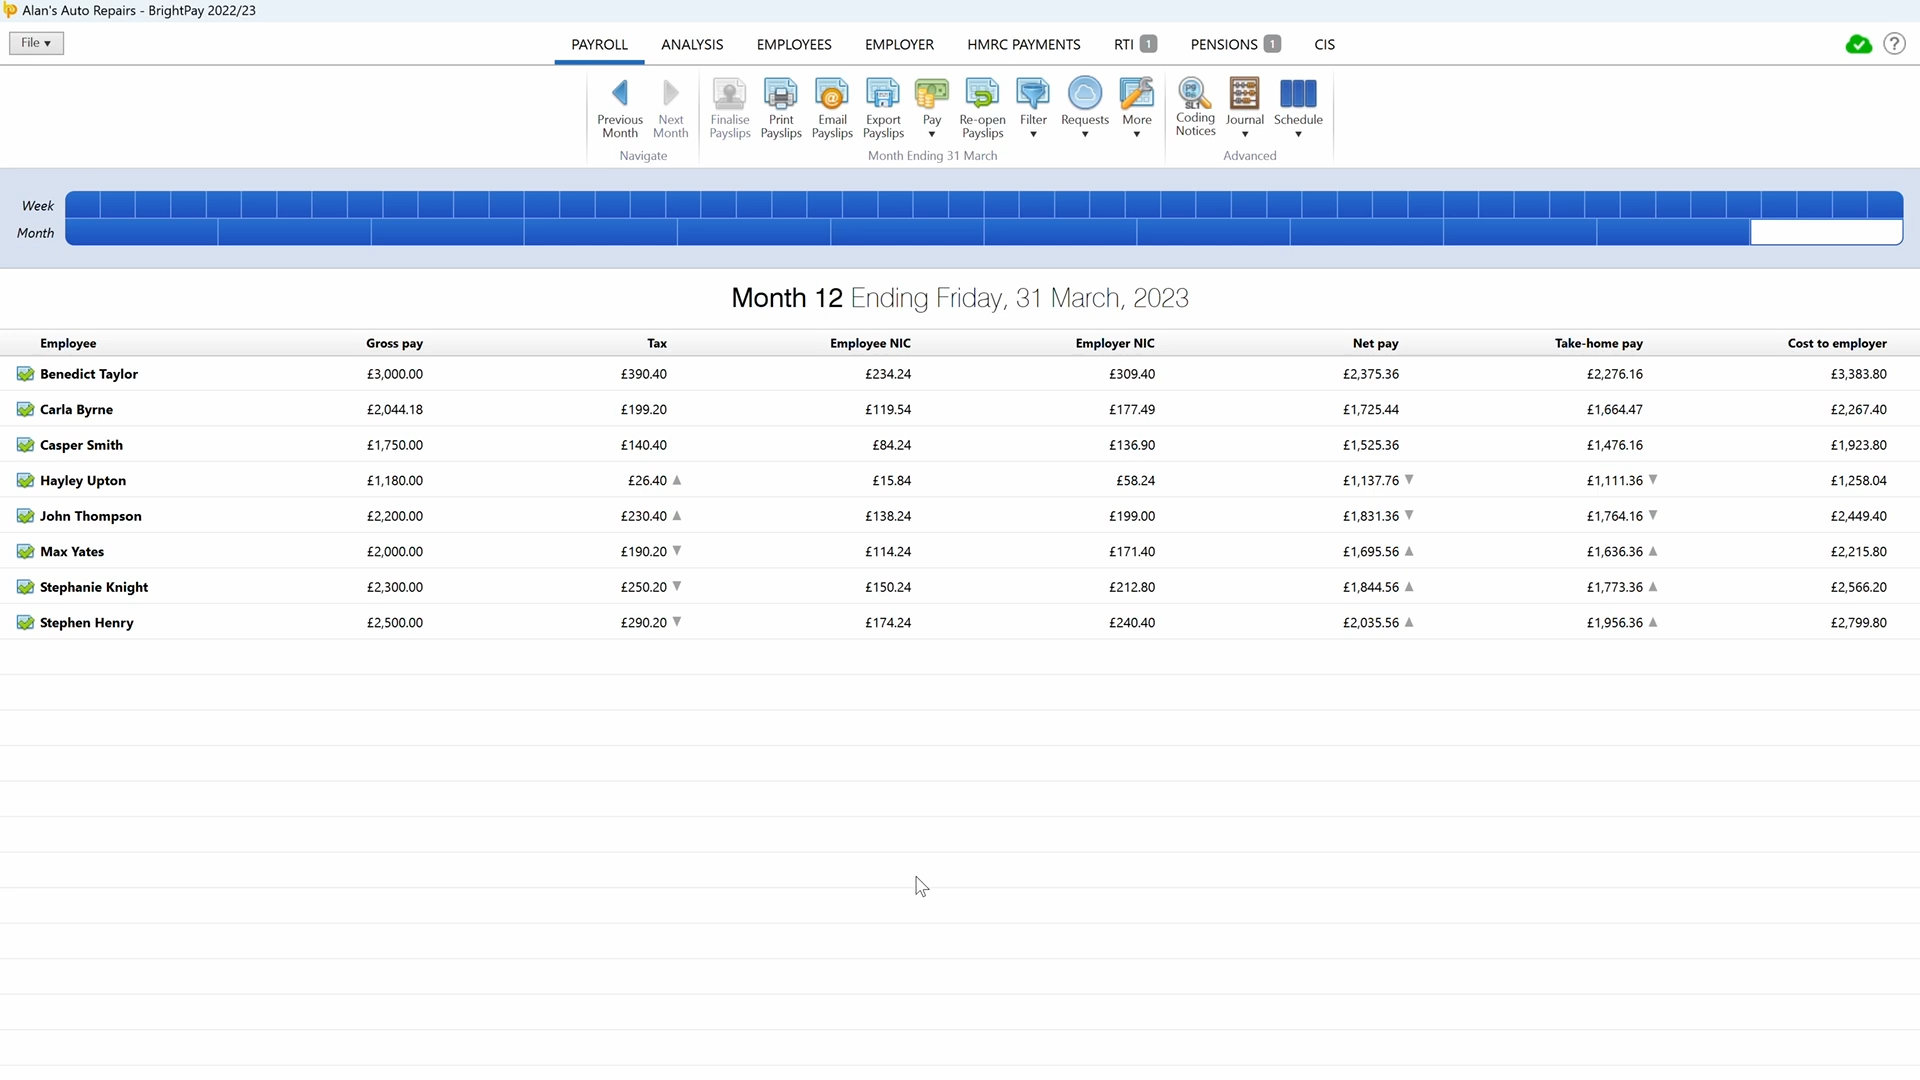 Alan's Auto Repairs - BrightPay 2022/23
File ▾
PAYROLL ANALYSIS EMPLOYEES EMPLOYER HMRC PAYMENTS RTI 1 PENSIONS 1 CIS
?
Previous Month
Next Month
Navigate
Finalise Payslips
Print Payslips
Email Payslips
Export Payslips
Pay
Re-open Payslips
Filter
Requests
More
Month Ending 31 March
Coding Notices
Journal
Schedule
Advanced
Week
Month
Month 12 Ending Friday, 31 March, 2023
Employee Gross pay Tax Employee NIC Employer NIC Net pay Take-home pay Cost to employer
Benedict Taylor £3,000.00 £390.40 £234.24 £309.40 £2,375.36 £2,276.16 £3,383.80
Carla Byrne £2,044.18 £199.20 £119.54 £177.49 £1,725.44 £1,664.47 £2,267.40
Casper Smith £1,750.00 £140.40 £84.24 £136.90 £1,525.36 £1,476.16 £1,923.80
Hayley Upton £1,180.00 £26.40 ▲ £15.84 £58.24 £1,137.76 ▼ £1,111.36 ▼ £1,258.04
John Thompson £2,200.00 £230.40 ▲ £138.24 £199.00 £1,831.36 ▼ £1,764.16 ▼ £2,449.40
Max Yates £2,000.00 £190.20 ▼ £114.24 £171.40 £1,695.56 ▲ £1,636.36 ▲ £2,215.80
Stephanie Knight £2,300.00 £250.20 ▼ £150.24 £212.80 £1,844.56 ▲ £1,773.36 ▲ £2,566.20
Stephen Henry £2,500.00 £290.20 ▼ £174.24 £240.40 £2,035.56 ▲ £1,956.36 ▲ £2,799.80